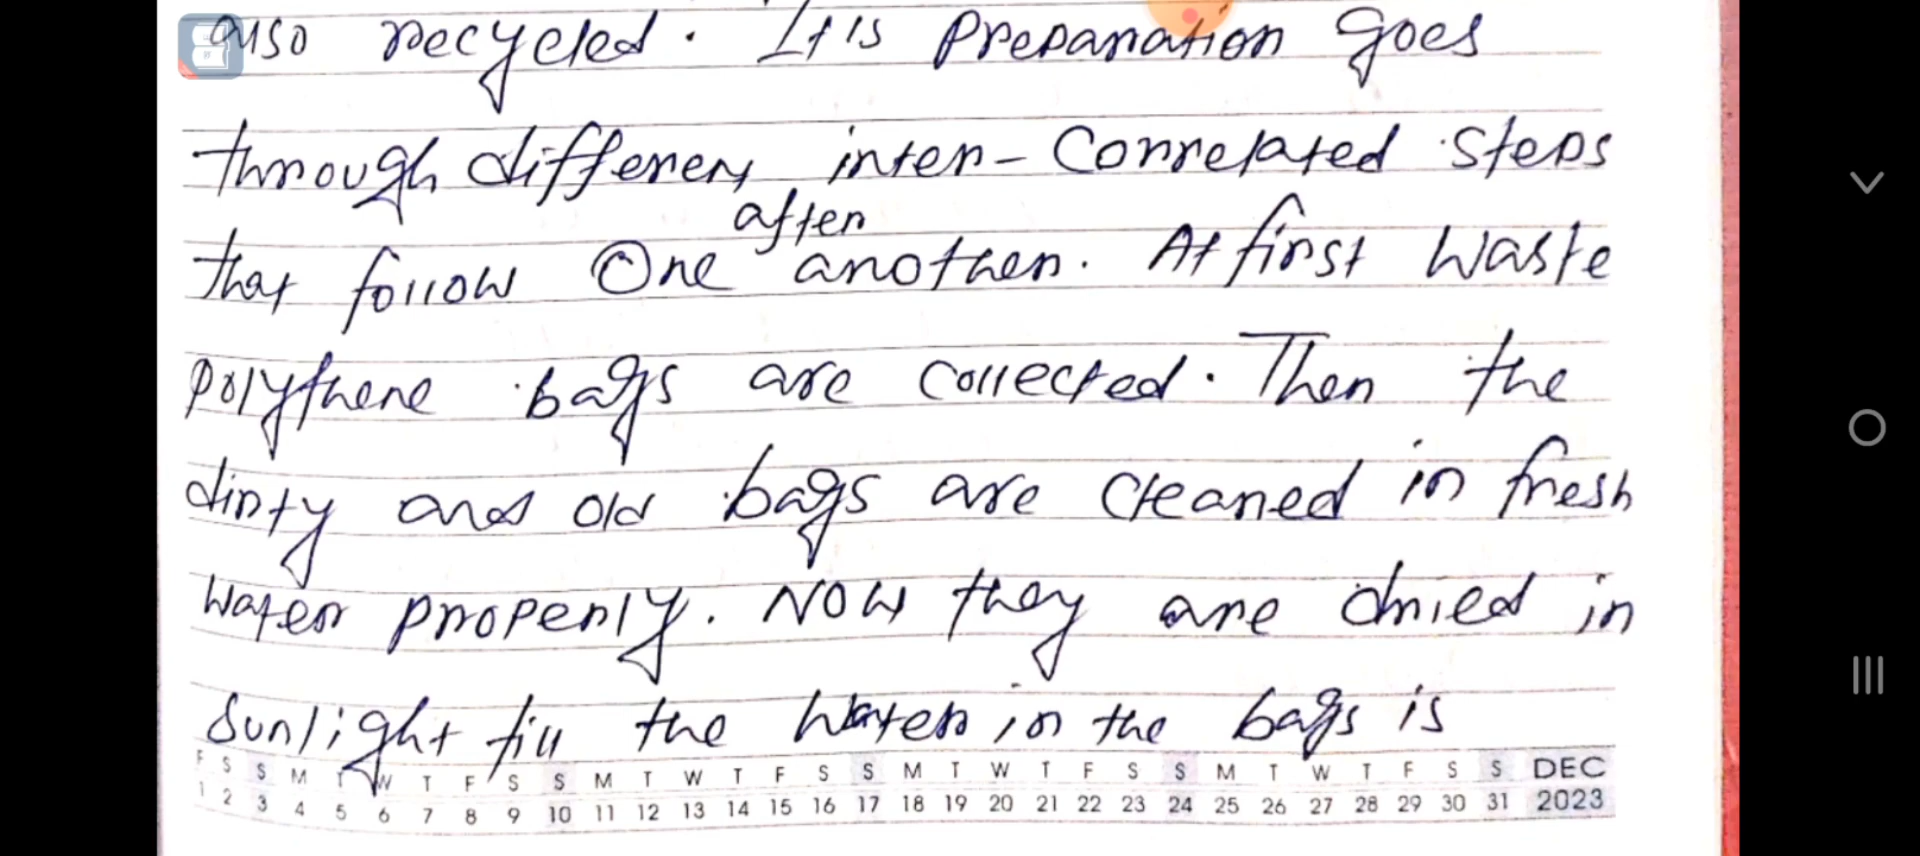 also recycled. It is Preparation goes
through different inter-Correlated steps
after
that follow One another. At first Waste
polythene bags are collected. Then the
dirty and old bags are cleaned in fresh
water properly. Now they are dried in
Sunlight till the Water in the bags is
F S S M T W T F S S M T W T F S S M T W T F S S M T W T F S S DEC
1 2 3 4 5 6 7 8 9 10 11 12 13 14 15 16 17 18 19 20 21 22 23 24 25 26 27 28 29 30 31 2023